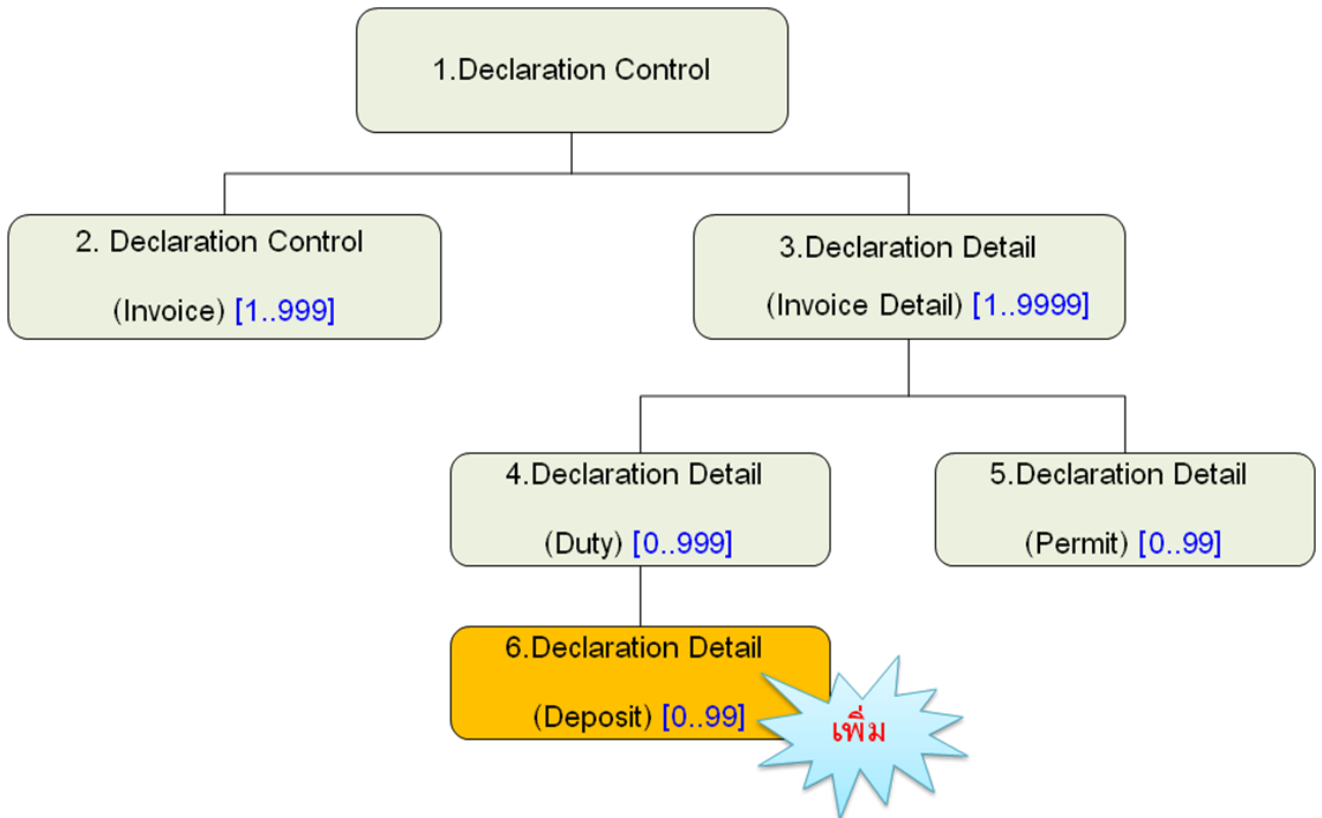 1.Declaration Control
2. Declaration Control
(Invoice) [1..999]
3.Declaration Detail
(Invoice Detail) [1..9999]
4.Declaration Detail
(Duty) [0..999]
5.Declaration Detail
(Permit) [0..99]
6.Declaration Detail
(Deposit) [0..99]
เพิ่ม